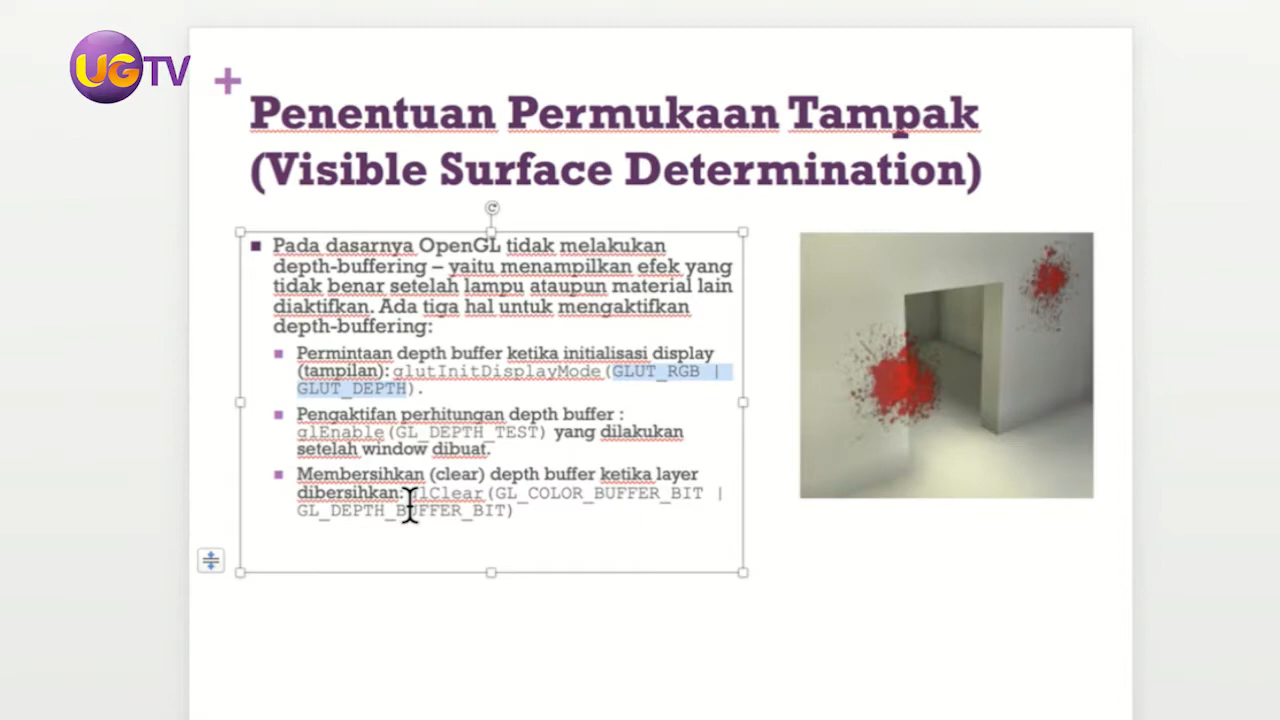 UGTV
Penentuan Permukaan Tampak
(Visible Surface Determination)
Pada dasarnya OpenGL tidak melakukan
depth-buffering – yaitu menampilkan efek yang
tidak benar setelah lampu ataupun material lain
diaktifkan. Ada tiga hal untuk mengaktifkan
depth-buffering:
Permintaan depth buffer ketika initialisasi display
(tampilan): glutInitDisplayMode(GLUT_RGB |
GLUT_DEPTH).
Pengaktifan perhitungan depth buffer :
glEnable(GL_DEPTH_TEST) yang dilakukan
setelah window dibuat.
Membersihkan (clear) depth buffer ketika layer
dibersihkan: glClear(GL_COLOR_BUFFER_BIT |
GL_DEPTH_BUFFER_BIT)